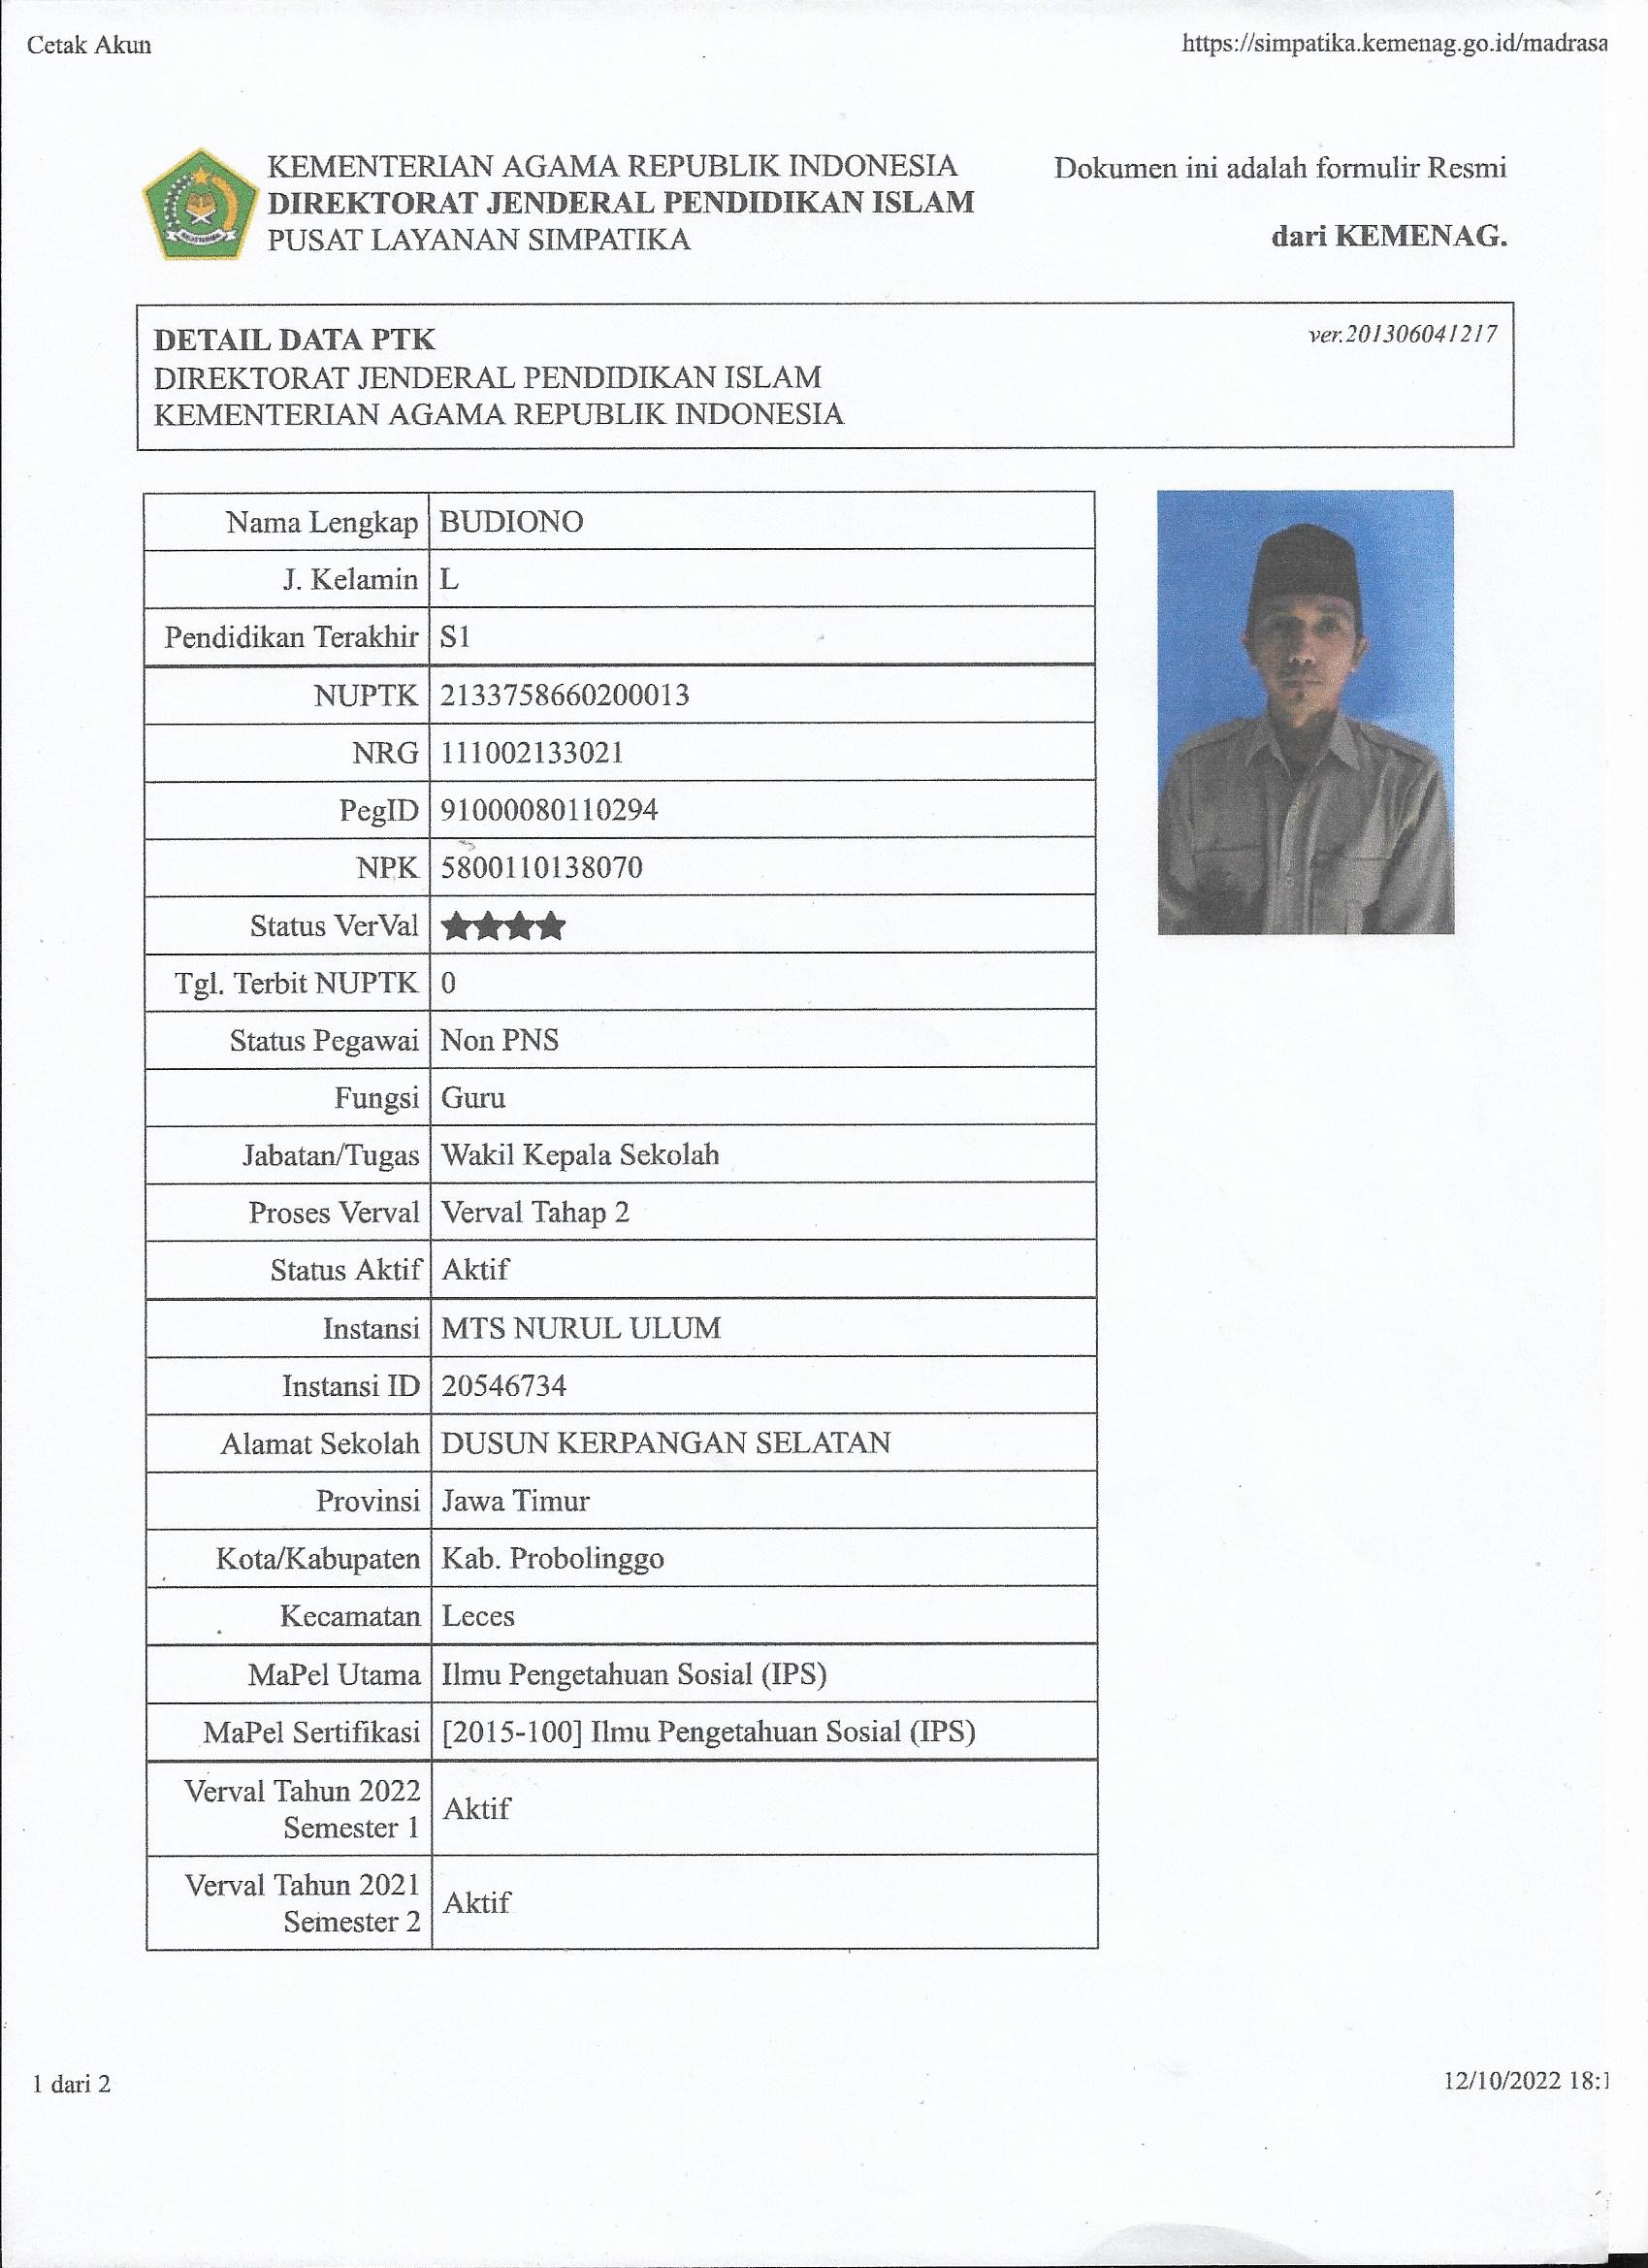 Cetak Akun
https://simpatika.kemenag.go.id/madrasa
KEMENTERIAN AGAMA REPUBLIK INDONESIA
DIREKTORAT JENDERAL PENDIDIKAN ISLAM
PUSAT LAYANAN SIMPATIKA
Dokumen ini adalah formulir Resmi
dari KEMENAG.
DETAIL DATA PTK
ver.201306041217
DIREKTORAT JENDERAL PENDIDIKAN ISLAM
KEMENTERIAN AGAMA REPUBLIK INDONESIA
Nama Lengkap BUDIONO
J. Kelamin L
Pendidikan Terakhir S1
NUPTK 2133758660200013
NRG 111002133021
PegID 91000080110294
NPK 5800110138070
Status VerVal ★★★★
Tgl. Terbit NUPTK 0
Status Pegawai Non PNS
Fungsi Guru
Jabatan/Tugas Wakil Kepala Sekolah
Proses Verval Verval Tahap 2
Status Aktif Aktif
Instansi MTS NURUL ULUM
Instansi ID 20546734
Alamat Sekolah DUSUN KERPANGAN SELATAN
Provinsi Jawa Timur
Kota/Kabupaten Kab. Probolinggo
Kecamatan Leces
MaPel Utama Ilmu Pengetahuan Sosial (IPS)
MaPel Sertifikasi [2015-100] Ilmu Pengetahuan Sosial (IPS)
Verval Tahun 2022
Semester 1 Aktif
Verval Tahun 2021
Semester 2 Aktif
1 dari 2
12/10/2022 18:1